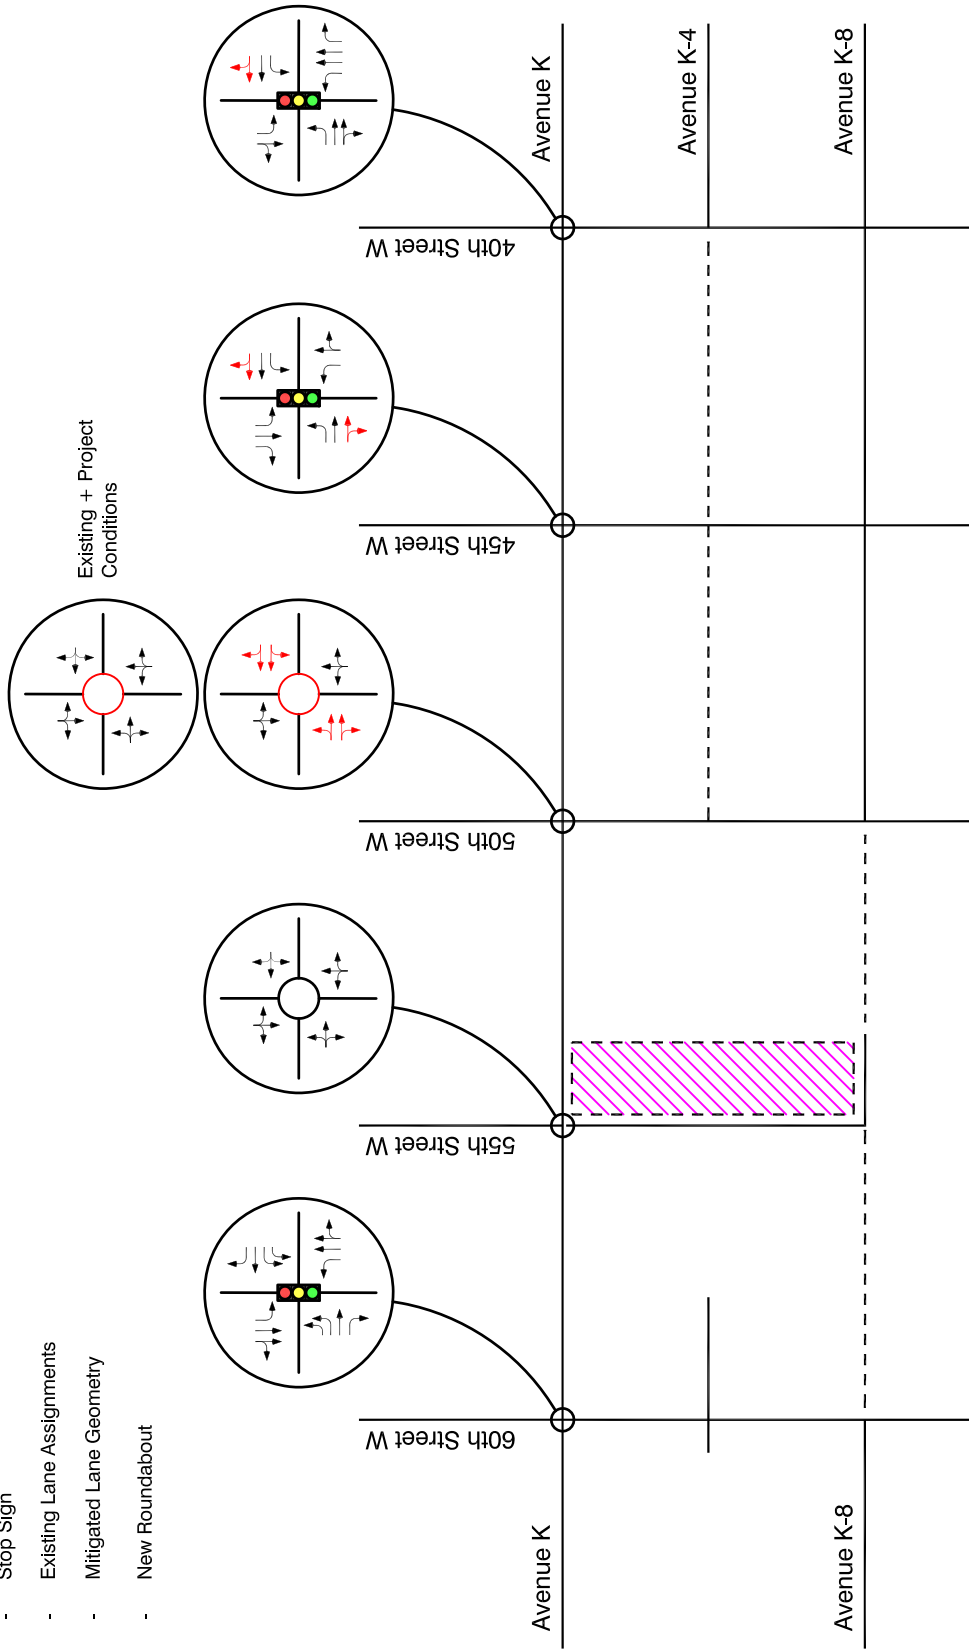 - Stop Sign
- Existing Lane Assignments
- Mitigated Lane Geometry
- New Roundabout
Existing + Project
Conditions
60th Street W
55th Street W
50th Street W
45th Street W
40th Street W
Avenue K
Avenue K
Avenue K-4
Avenue K-8
Avenue K-8